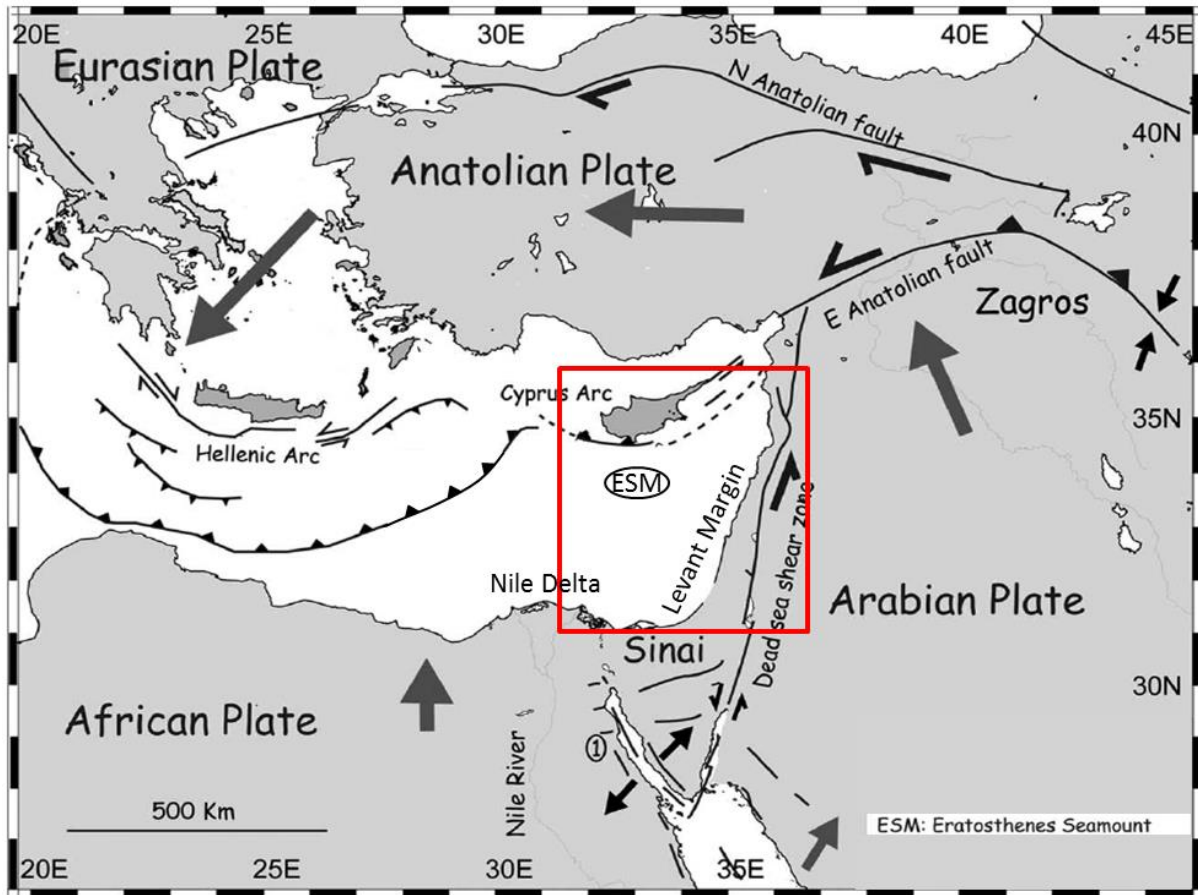 20E 25E 30E 35E 40E 45E
Eurasian Plate
N Anatolian fault
40N
Anatolian Plate
E Anatolian fault
Zagros
Cyprus Arc
35N
Hellenic Arc
ESM
Levant Margin
Dead sea shear zone
Nile Delta
Arabian Plate
Sinai
30N
African Plate
1
Nile River
500 Km
ESM: Eratosthenes Seamount
20E 25E 30E 35E